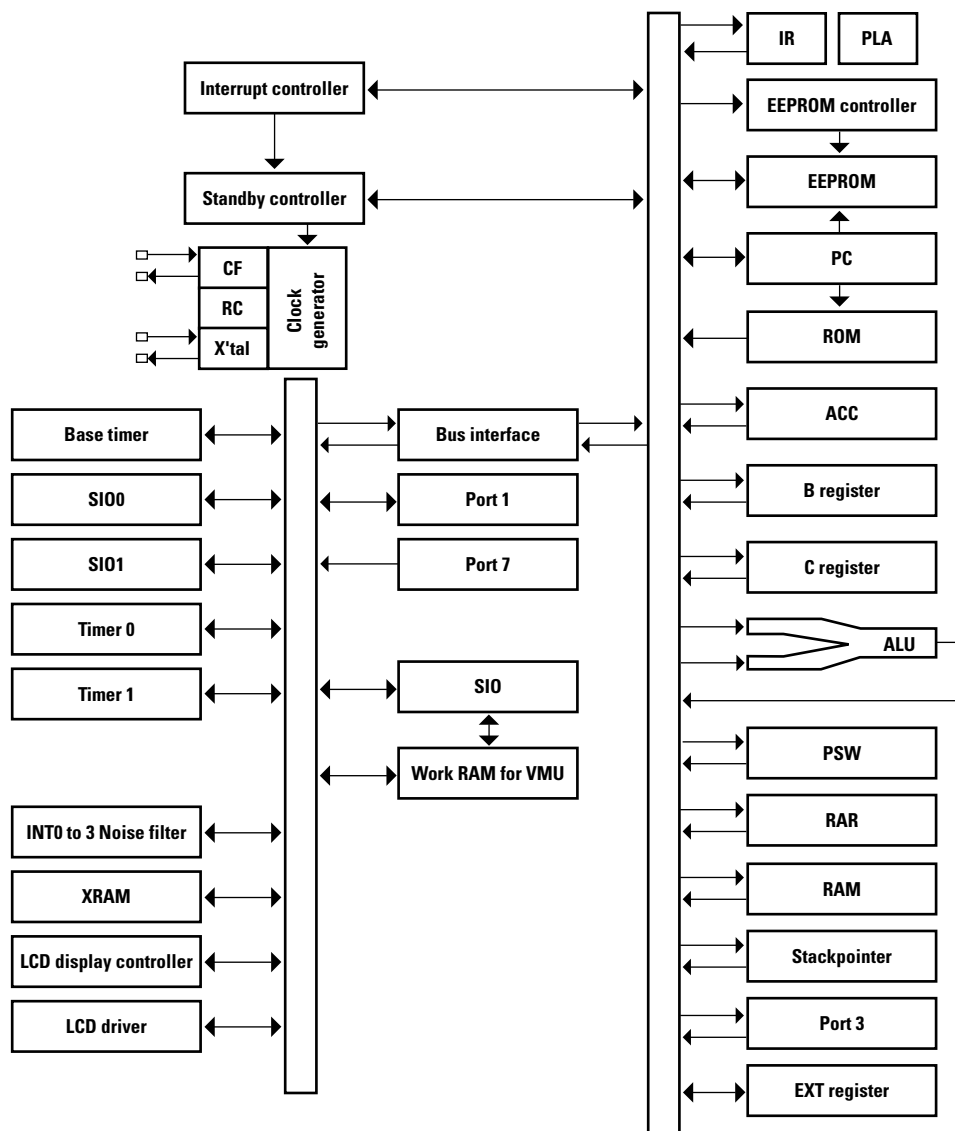 IR
PLA
Interrupt controller
EEPROM controller
Standby controller
EEPROM
CF
RC
X'tal
Clock
generator
PC
ROM
Base timer
Bus interface
ACC
SIO0
Port 1
B register
SIO1
Port 7
C register
Timer 0
ALU
Timer 1
SIO
Work RAM for VMU
PSW
INT0 to 3 Noise filter
RAR
XRAM
RAM
LCD display controller
Stackpointer
LCD driver
Port 3
EXT register